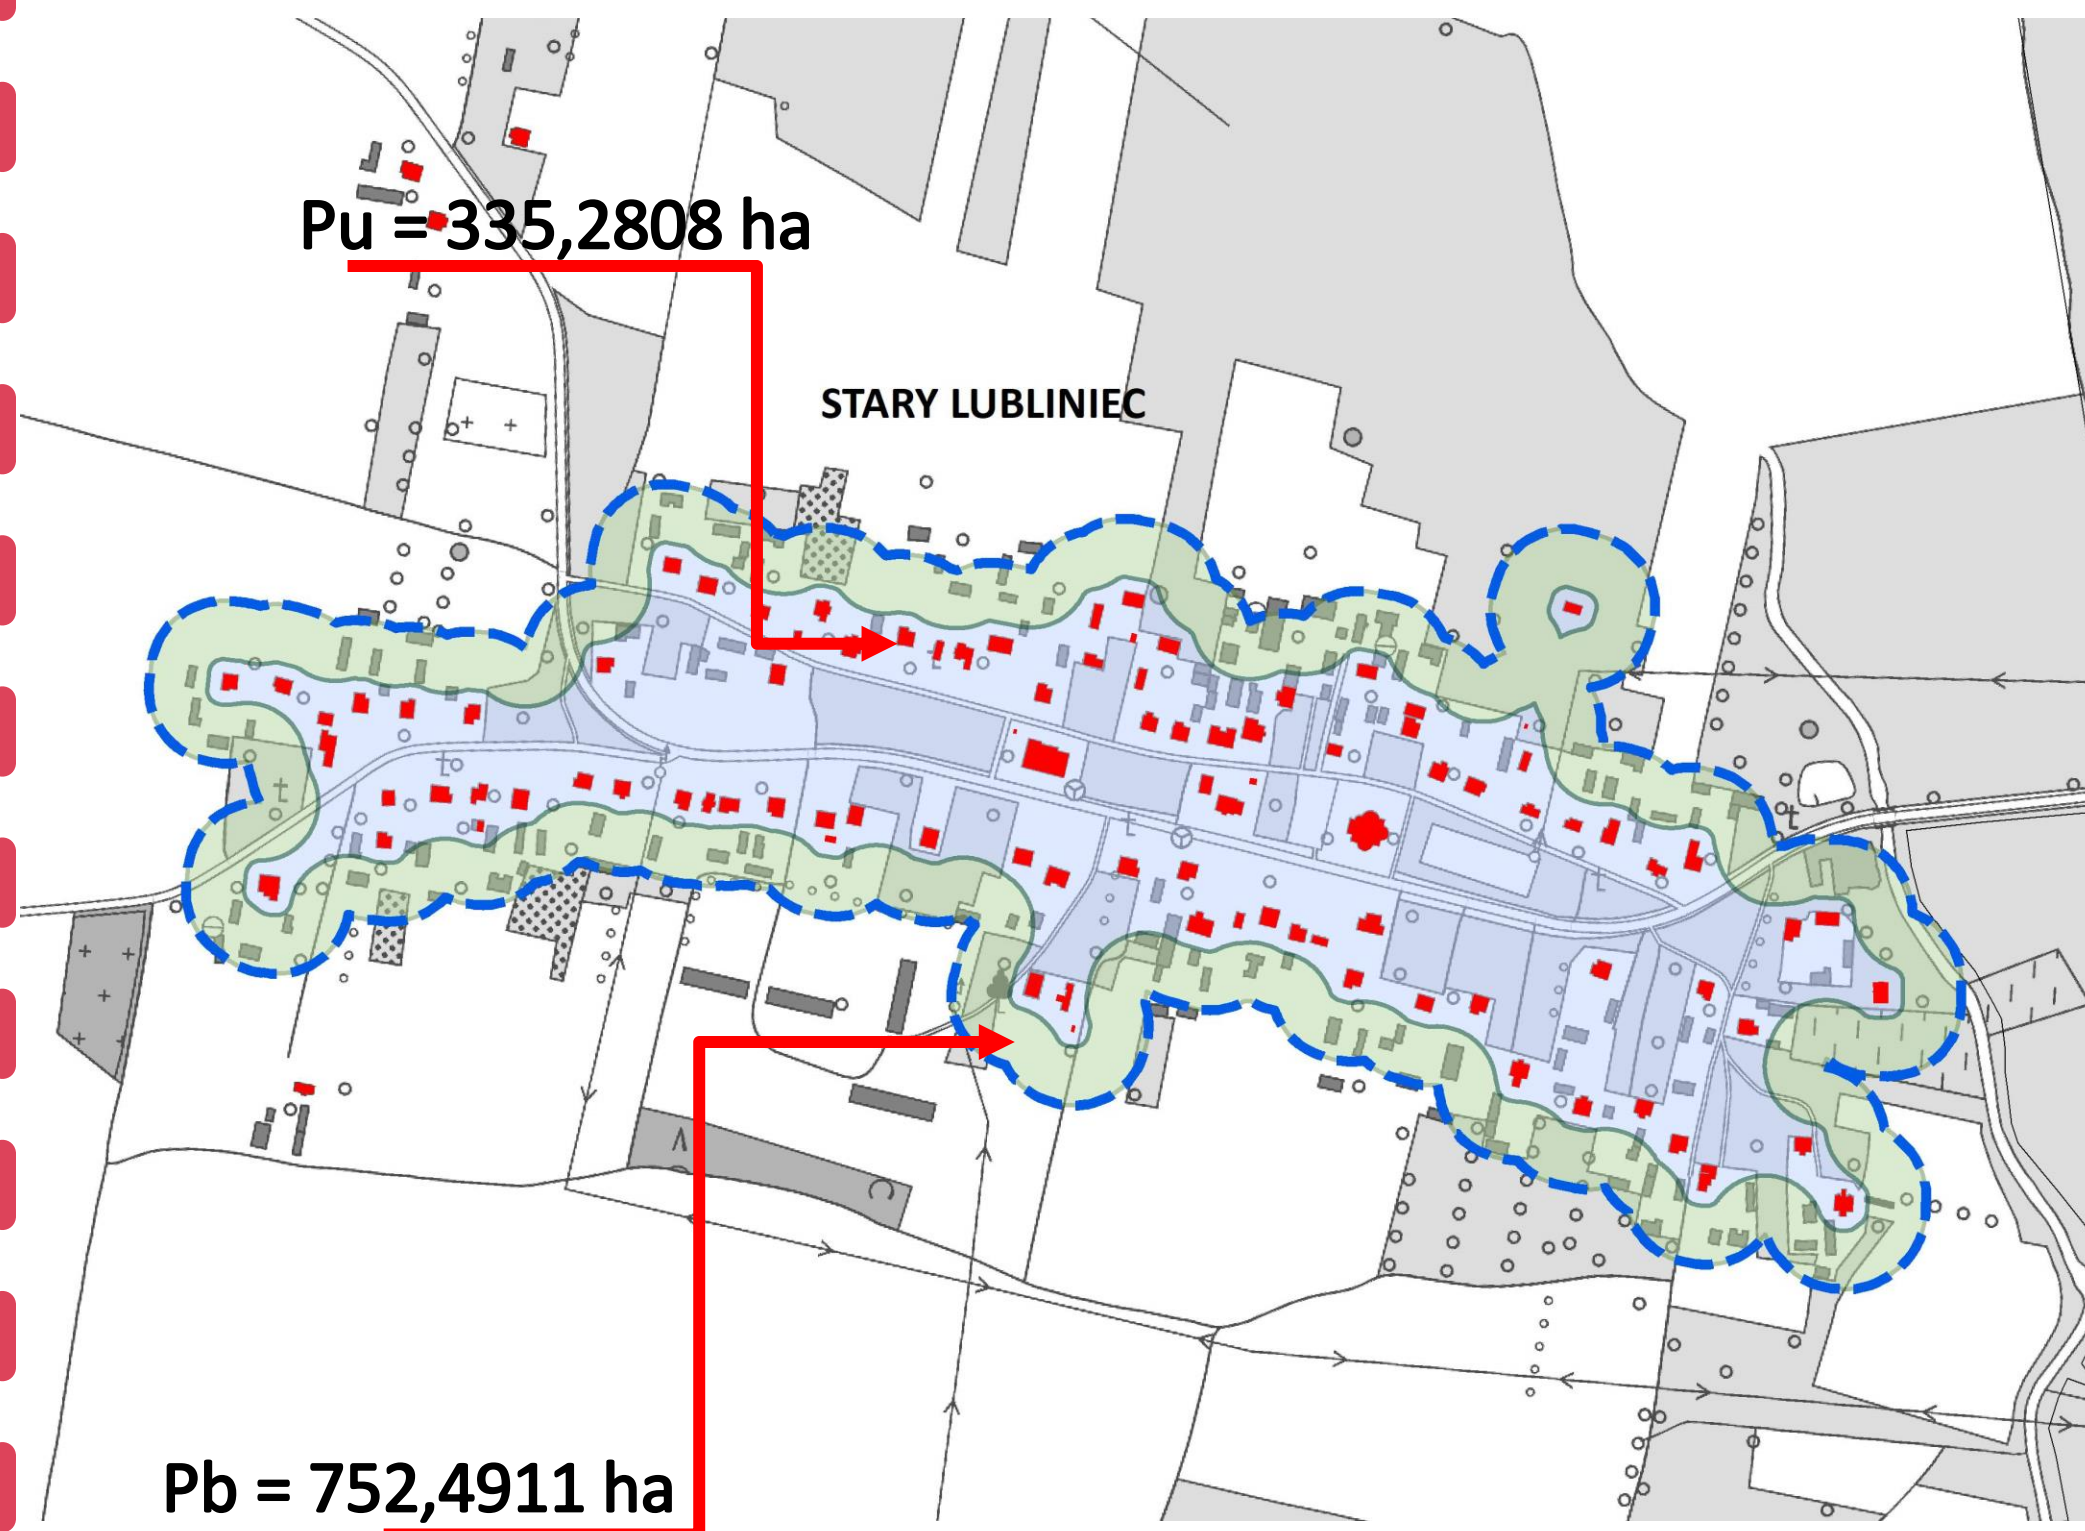 Pu = 335,2808 ha
STARY LUBLINIEC
Pb = 752,4911 ha